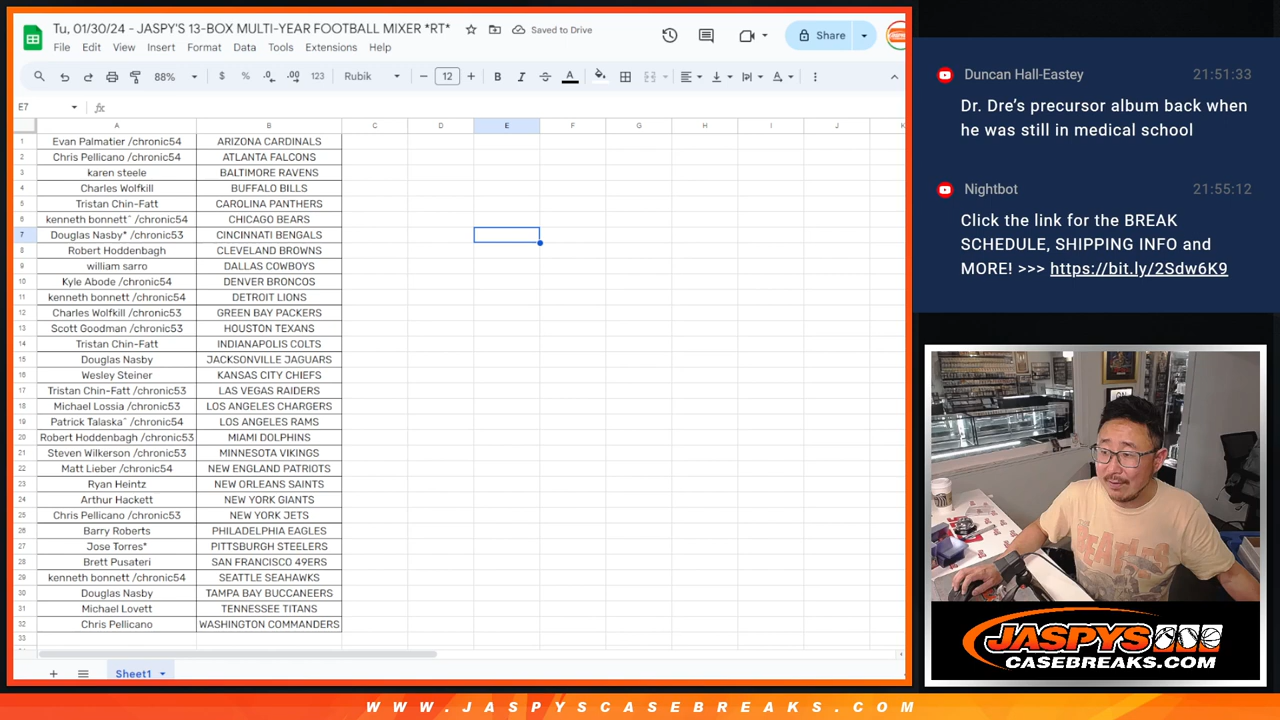 Tu, 01/30/24 - JASPY'S 13-BOX MULTI-YEAR FOOTBALL MIXER *RT*
Saved to Drive
Share
File Edit View Insert Format Data Tools Extensions Help
88% $ % .0 .00 123 Rubik 12 B I A
E7 fx
A B C D E F G H I J K
1 Evan Palmatier /chronic54 ARIZONA CARDINALS
2 Chris Pellicano /chronic54 ATLANTA FALCONS
3 karen steele BALTIMORE RAVENS
4 Charles Wolfkill BUFFALO BILLS
5 Tristan Chin-Fatt CAROLINA PANTHERS
6 kenneth bonnett^ /chronic54 CHICAGO BEARS
7 Douglas Nasby* /chronic53 CINCINNATI BENGALS
8 Robert Hoddenbagh CLEVELAND BROWNS
9 william sarro DALLAS COWBOYS
10 Kyle Abode /chronic54 DENVER BRONCOS
11 kenneth bonnett /chronic54 DETROIT LIONS
12 Charles Wolfkill /chronic53 GREEN BAY PACKERS
13 Scott Goodman /chronic53 HOUSTON TEXANS
14 Tristan Chin-Fatt INDIANAPOLIS COLTS
15 Douglas Nasby JACKSONVILLE JAGUARS
16 Wesley Steiner KANSAS CITY CHIEFS
17 Tristan Chin-Fatt /chronic53 LAS VEGAS RAIDERS
18 Michael Lossia /chronic53 LOS ANGELES CHARGERS
19 Patrick Talaska^ /chronic54 LOS ANGELES RAMS
20 Robert Hoddenbagh /chronic53 MIAMI DOLPHINS
21 Steven Wilkerson /chronic53 MINNESOTA VIKINGS
22 Matt Lieber /chronic54 NEW ENGLAND PATRIOTS
23 Ryan Heintz NEW ORLEANS SAINTS
24 Arthur Hackett NEW YORK GIANTS
25 Chris Pellicano /chronic53 NEW YORK JETS
26 Barry Roberts PHILADELPHIA EAGLES
27 Jose Torres* PITTSBURGH STEELERS
28 Brett Pusateri SAN FRANCISCO 49ERS
29 kenneth bonnett /chronic54 SEATTLE SEAHAWKS
30 Douglas Nasby TAMPA BAY BUCCANEERS
31 Michael Lovett TENNESSEE TITANS
32 Chris Pellicano WASHINGTON COMMANDERS
33
Sheet1
Duncan Hall-Eastey 21:51:33
Dr. Dre's precursor album back when
he was still in medical school
Nightbot 21:55:12
Click the link for the BREAK
SCHEDULE, SHIPPING INFO and
MORE! >>> https://bit.ly/2Sdw6K9
JASPYS
CASEBREAKS.COM
WWW.JASPYSCASEBREAKS.COM